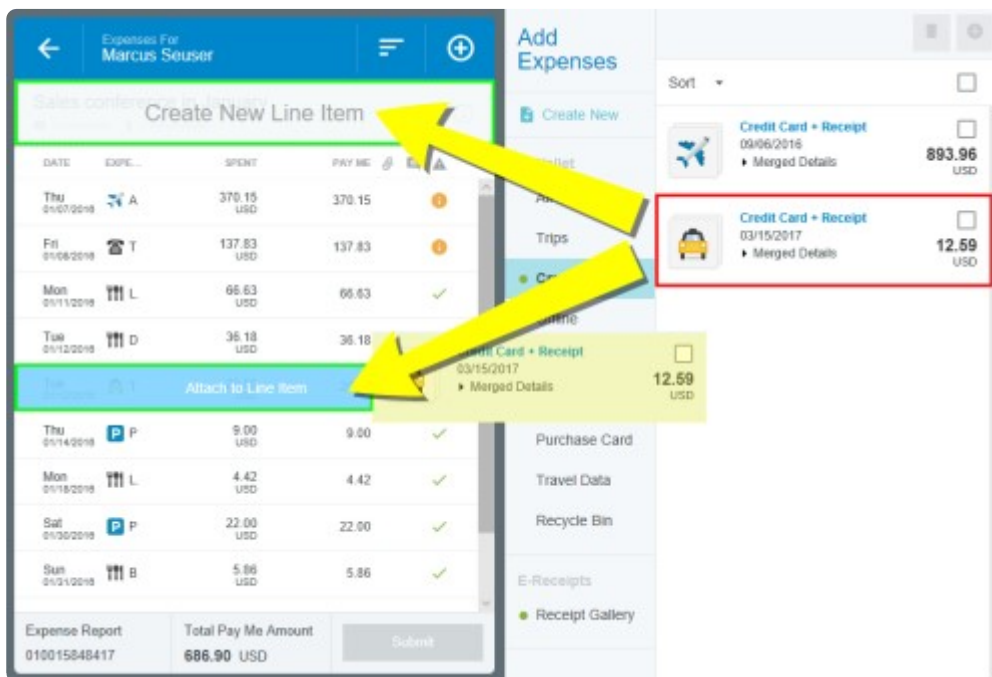 Expenses For
Marcus Seuser
Sales conference in January
Create New Line Item
DATE EXPE... SPENT PAY ME
Thu 01/07/2016 A 370.15 USD 370.15
Fri 01/08/2016 T 137.83 USD 137.83
Mon 01/11/2016 L 66.63 USD 66.63
Tue 01/12/2016 D 36.18 USD 36.18
Attach to Line Item
Thu 01/14/2016 P P 9.00 USD 9.00
Mon 01/18/2016 L 4.42 USD 4.42
Sat 01/30/2016 P P 22.00 USD 22.00
Sun 01/31/2016 B 5.86 USD 5.86
Expense Report
010015848417
Total Pay Me Amount
686.90 USD
Submit
Add
Expenses
Create New
Wallet
Trips
Offline
Purchase Card
Travel Data
Recycle Bin
E-Receipts
Receipt Gallery
Sort
Credit Card + Receipt
09/06/2016
Merged Details
893.96
USD
Credit Card + Receipt
03/15/2017
Merged Details
12.59
USD
Credit Card + Receipt
03/15/2017
Merged Details
12.59
USD